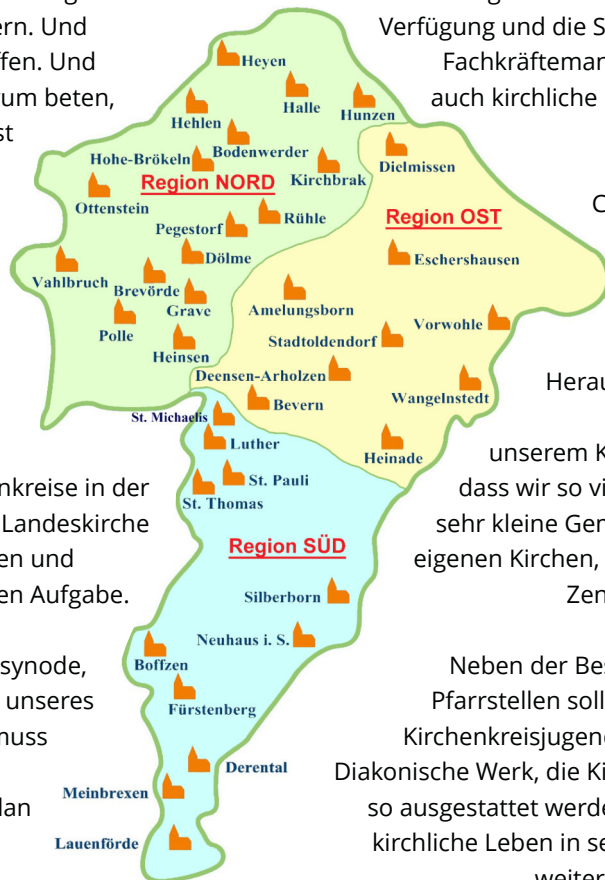 ern. Und
ffen. Und
rum beten,
st
nkreise in der
Landeskirche
en und
en Aufgabe.
synode,
unseres
muss
lan
Verfügung und die S
Fachkräftemar
auch kirchliche
C
Herau
unserem K
dass wir so vi
sehr kleine Gen
eigenen Kirchen,
Zen
Neben der Bes
Pfarrstellen soll
Kirchenkreisjugend
Diakonische Werk, die Ki
so ausgestattet werde
kirchliche Leben in se
weiter
Heyen
Halle
Hunzen
Hehlen
Bodenwerder
Hohe-Brökeln
Kirchbrak
Dielmissen
Region NORD
Ottenstein
Rühle
Region OST
Pegestorf
Dölme
Eschershausen
Vahlbruch
Brevörde
Grave
Amelungsborn
Polle
Vorwohle
Stadtoldendorf
Heinsen
Deensen-Arholzen
Bevern
Wangelnstedt
St. Michaelis
Luther
Heinade
St. Pauli
St. Thomas
Region SÜD
Silberborn
Neuhaus i. S.
Boffzen
Fürstenberg
Derental
Meinbrexen
Lauenförde